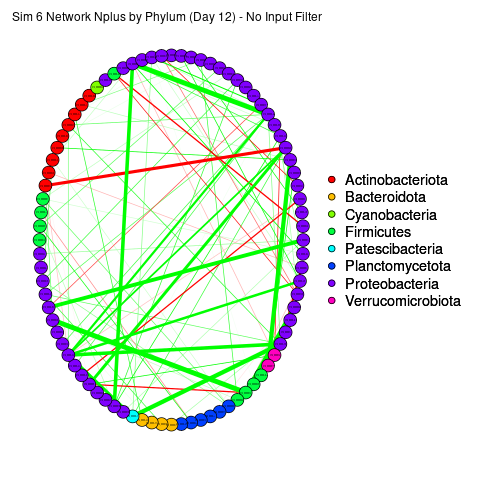 Sim 6 Network Nplus by Phylum (Day 12) - No Input Filter
Actinobacteriota
Bacteroidota
Cyanobacteria
Firmicutes
Patescibacteria
Planctomycetota
Proteobacteria
Verrucomicrobiota